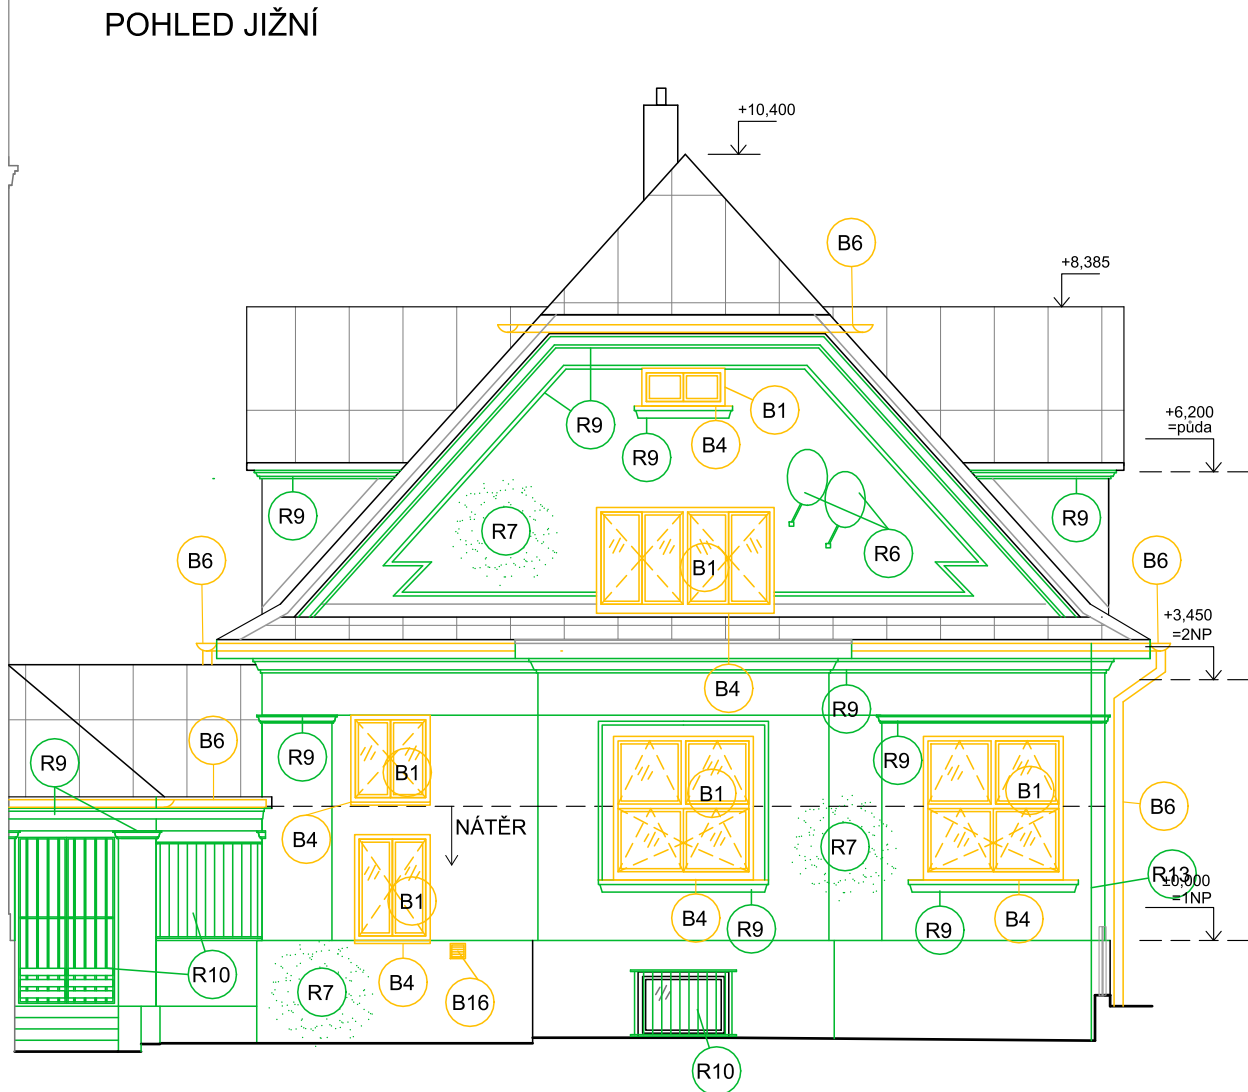 POHLED JIŽNÍ
+10,400
B6
+8,385
B1
+6,200
=půda
R9
B4
R9
R9
R7
R9
R6
B6
B1
B6
+3,450
=2NP
B4
R9
B6
R9
R9
R9
B1
B1
B1
B6
NÁTĚR
B4
R7
R13
±0,000
=1NP
B1
B4
R9
B4
R9
R10
B4
R7
B16
R10